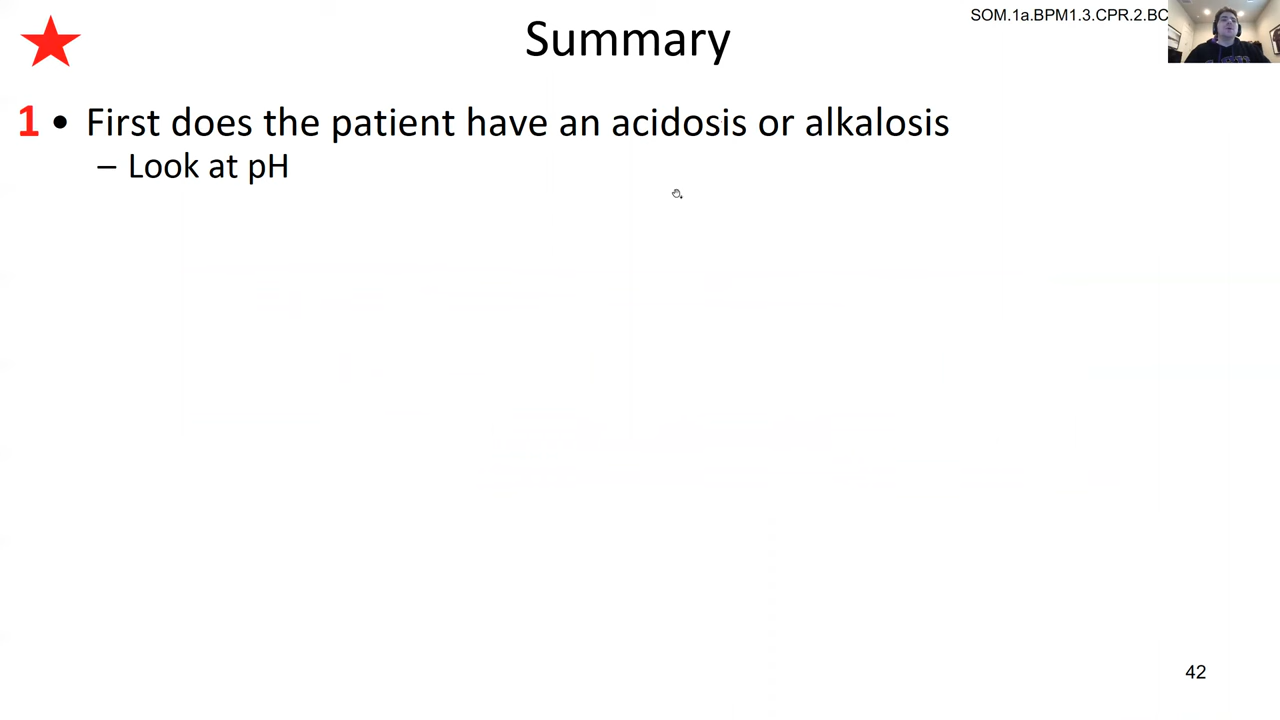 SOM.1a.BPM1.3.CPR.2.BC
Summary
1 • First does the patient have an acidosis or alkalosis
– Look at pH
42